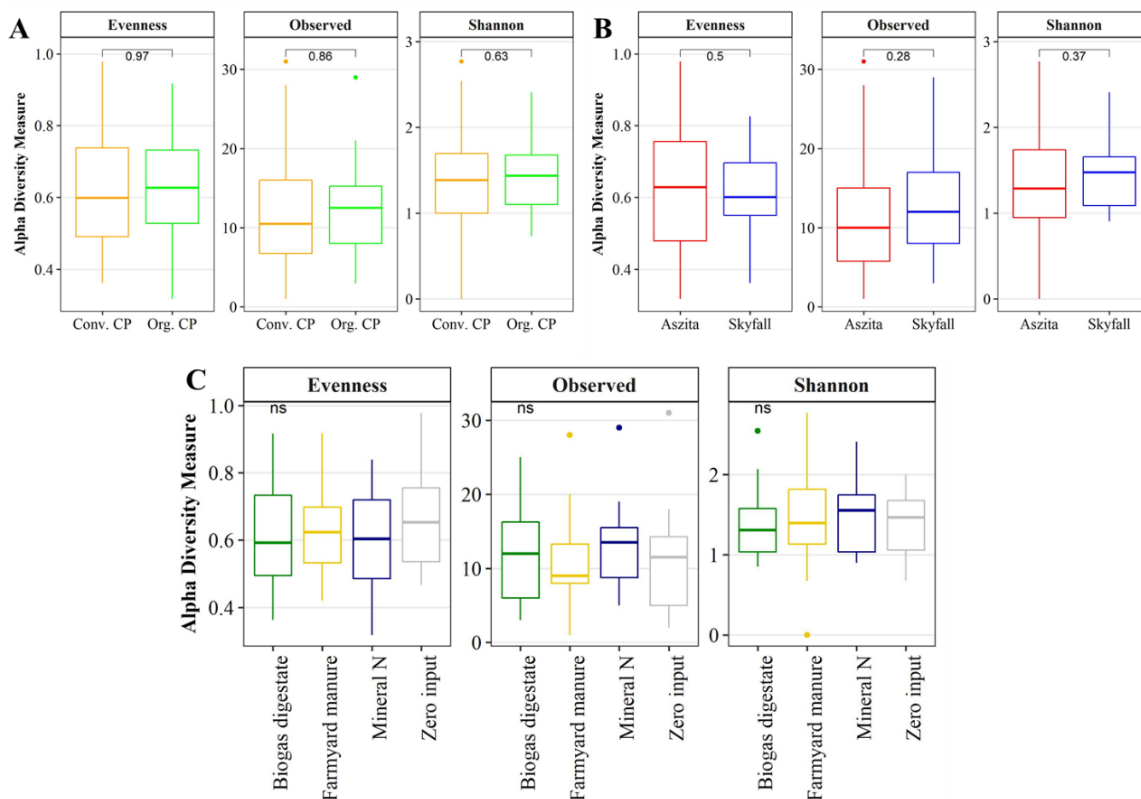 A
Evenness
Observed
Shannon
0.97
0.86
0.63
Alpha Diversity Measure
1.0
0.8
0.6
0.4
30
20
10
0
3
2
1
0
Conv. CP
Org. CP
Conv. CP
Org. CP
Conv. CP
Org. CP
B
Evenness
Observed
Shannon
0.5
0.28
0.37
Alpha Diversity Measure
1.0
0.8
0.6
0.4
30
20
10
0
3
2
1
0
Aszita
Skyfall
Aszita
Skyfall
Aszita
Skyfall
C
Evenness
Observed
Shannon
ns
ns
ns
Alpha Diversity Measure
1.0
0.8
0.6
0.4
30
20
10
0
2
1
0
Biogas digestate
Farmyard manure
Mineral N
Zero input
Biogas digestate
Farmyard manure
Mineral N
Zero input
Biogas digestate
Farmyard manure
Mineral N
Zero input